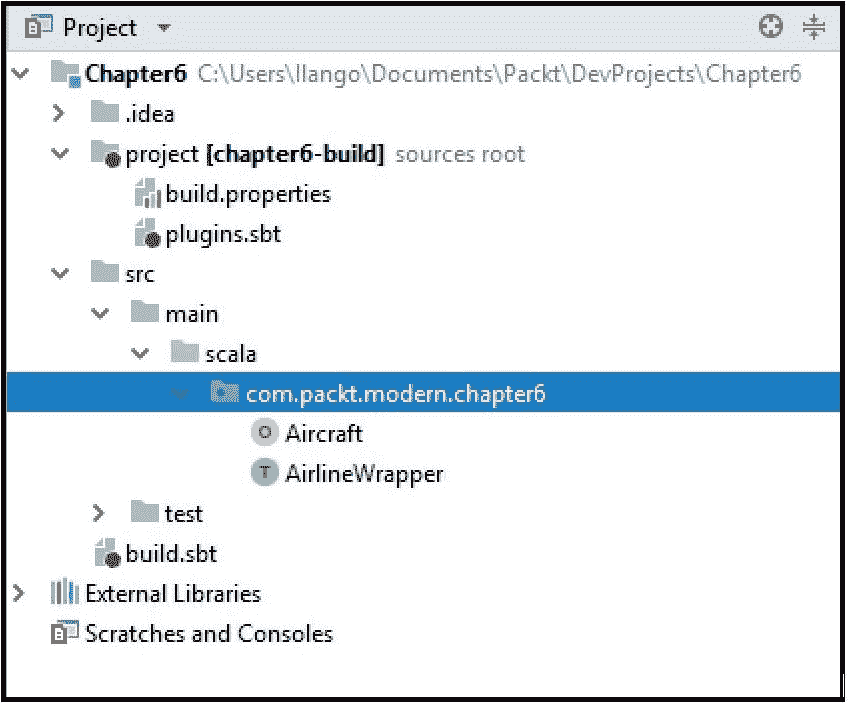 Project
Chapter6 C:\Users\Ilango\Documents\Packt\DevProjects\Chapter6
.idea
project [chapter6-build] sources root
build.properties
plugins.sbt
src
main
scala
com.packt.modern.chapter6
O Aircraft
T AirlineWrapper
test
build.sbt
External Libraries
Scratches and Consoles